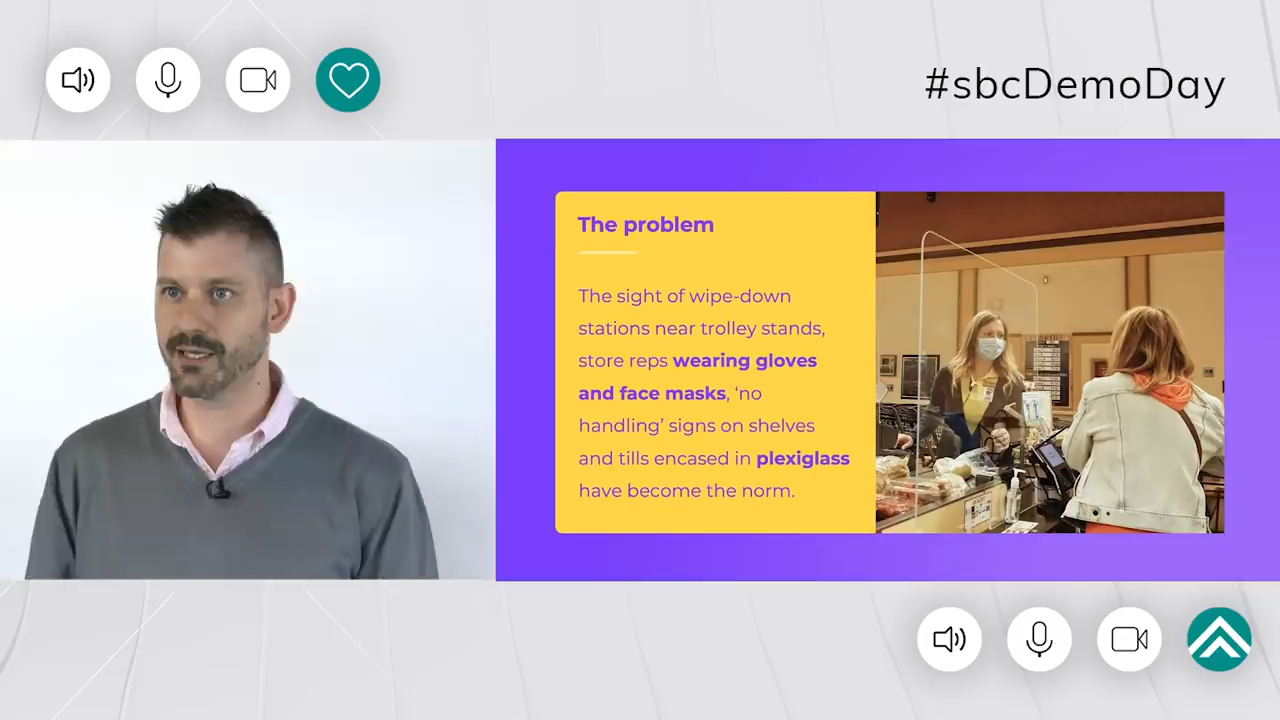 #sbcDemoDay
The problem
The sight of wipe-down
stations near trolley stands,
store reps wearing gloves
and face masks, ‘no
handling’ signs on shelves
and tills encased in plexiglass
have become the norm.